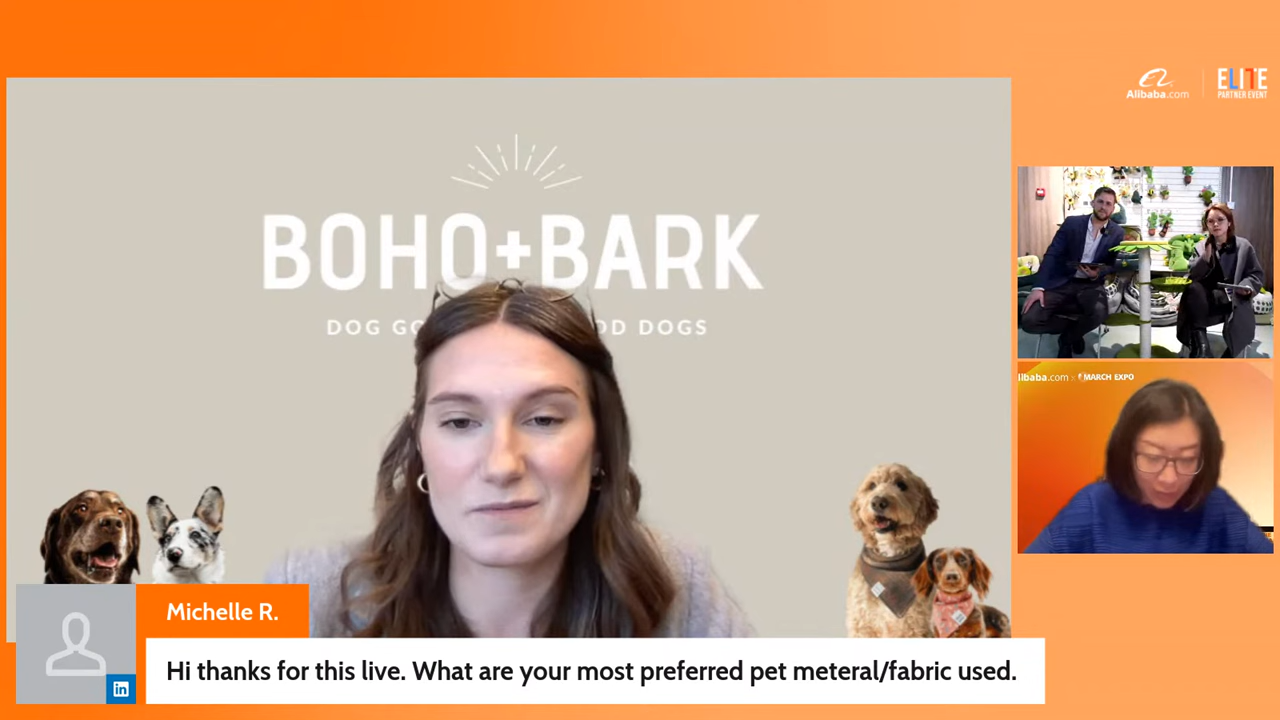 Alibaba.com
ELITE
PARTNER EVENT
BOHO+BARK
DOG GO OD DOGS
libaba.com
MARCH EXPO
Michelle R.
in
Hi thanks for this live. What are your most preferred pet meteral/fabric used.